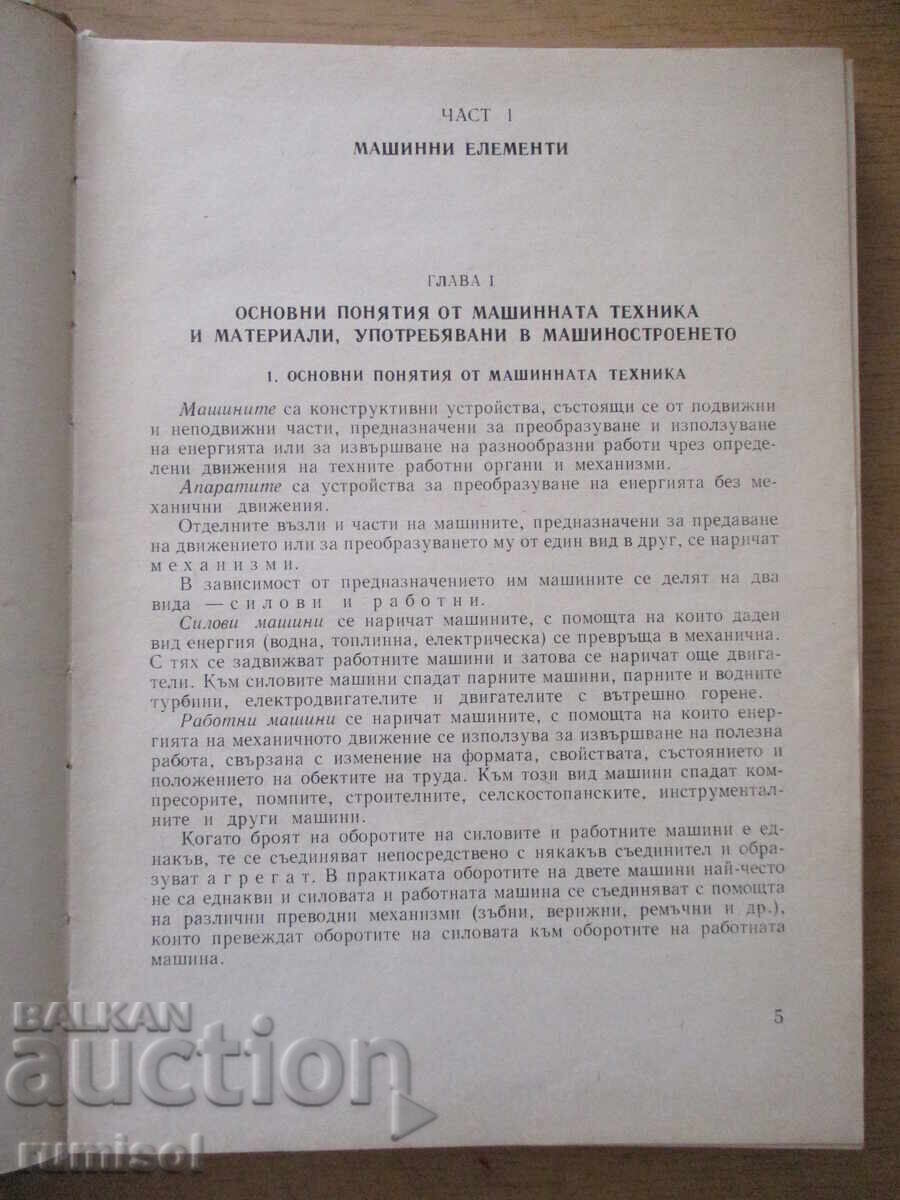 ЧАСТ I
МАШИННИ ЕЛЕМЕНТИ
ГЛАВА I
ОСНОВНИ ПОНЯТИЯ ОТ МАШИННАТА ТЕХНИКА
И МАТЕРИАЛИ, УПОТРЕБЯВАНИ В МАШИНОСТРОЕНЕТО
1. ОСНОВНИ ПОНЯТИЯ ОТ МАШИННАТА ТЕХНИКА
Машините са конструктивни устройства, състоящи се от подвижни
и неподвижни части, предназначени за преобразуване и използуване
на енергията или за извършване на разнообразни работи чрез опреде-
лени движения на техните работни органи и механизми.
Апаратите са устройства за преобразуване на енергията без ме-
ханични движения.
Отделните възли и части на машините, предназначени за предаване
на движението или за преобразуването му от един вид в друг, се наричат
механизми.
В зависимост от предназначението им машините се делят на два
вида — силови и работни.
Силови машини се наричат машините, с помощта на които даден
вид енергия (водна, топлинна, електрическа) се превръща в механична.
С тях се задвижват работните машини и затова се наричат още двига-
тели. Към силовите машини спадат парните машини, парните и водните
турбини, електродвигателите и двигателите с вътрешно горене.
Работни машини се наричат машините, с помощта на които енер-
гията на механичното движение се използува за извършване на полезна
работа, свързана с изменение на формата, свойствата, състоянието и
положението на обектите на труда. Към този вид машини спадат ком-
пресорите, помпите, строителните, селскостопанските, инструментал-
ните и други машини.
Когато броят на оборотите на силовите и работните машини е ед-
накъв, те се съединяват непосредствено с някакъв съединител и обра-
зуват агрегат. В практиката оборотите на двете машини най-често
не са еднакви и силовата и работната машина се съединяват с помощта
на различни преводни механизми (зъбни, верижни, ремъчни и др.),
които превеждат оборотите на силовата към оборотите на работната
машина.
5
BALKAN
auction
rumisol